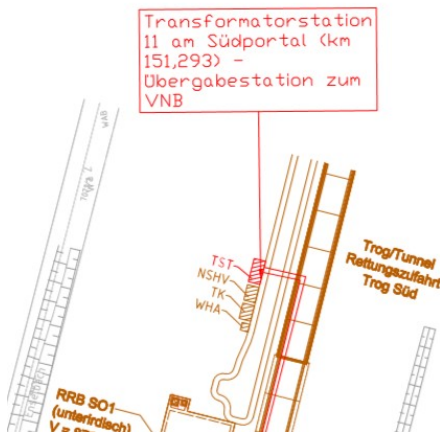 Transformatorstation
11 am Südportal (km
151,293) -
Übergabestation zum
VNB
WAB
TST
NSHV
TK
WHA
Trog/Tunnel
Rettungszufahrt
Trog Süd
RRB SO1
(unterirdisch)